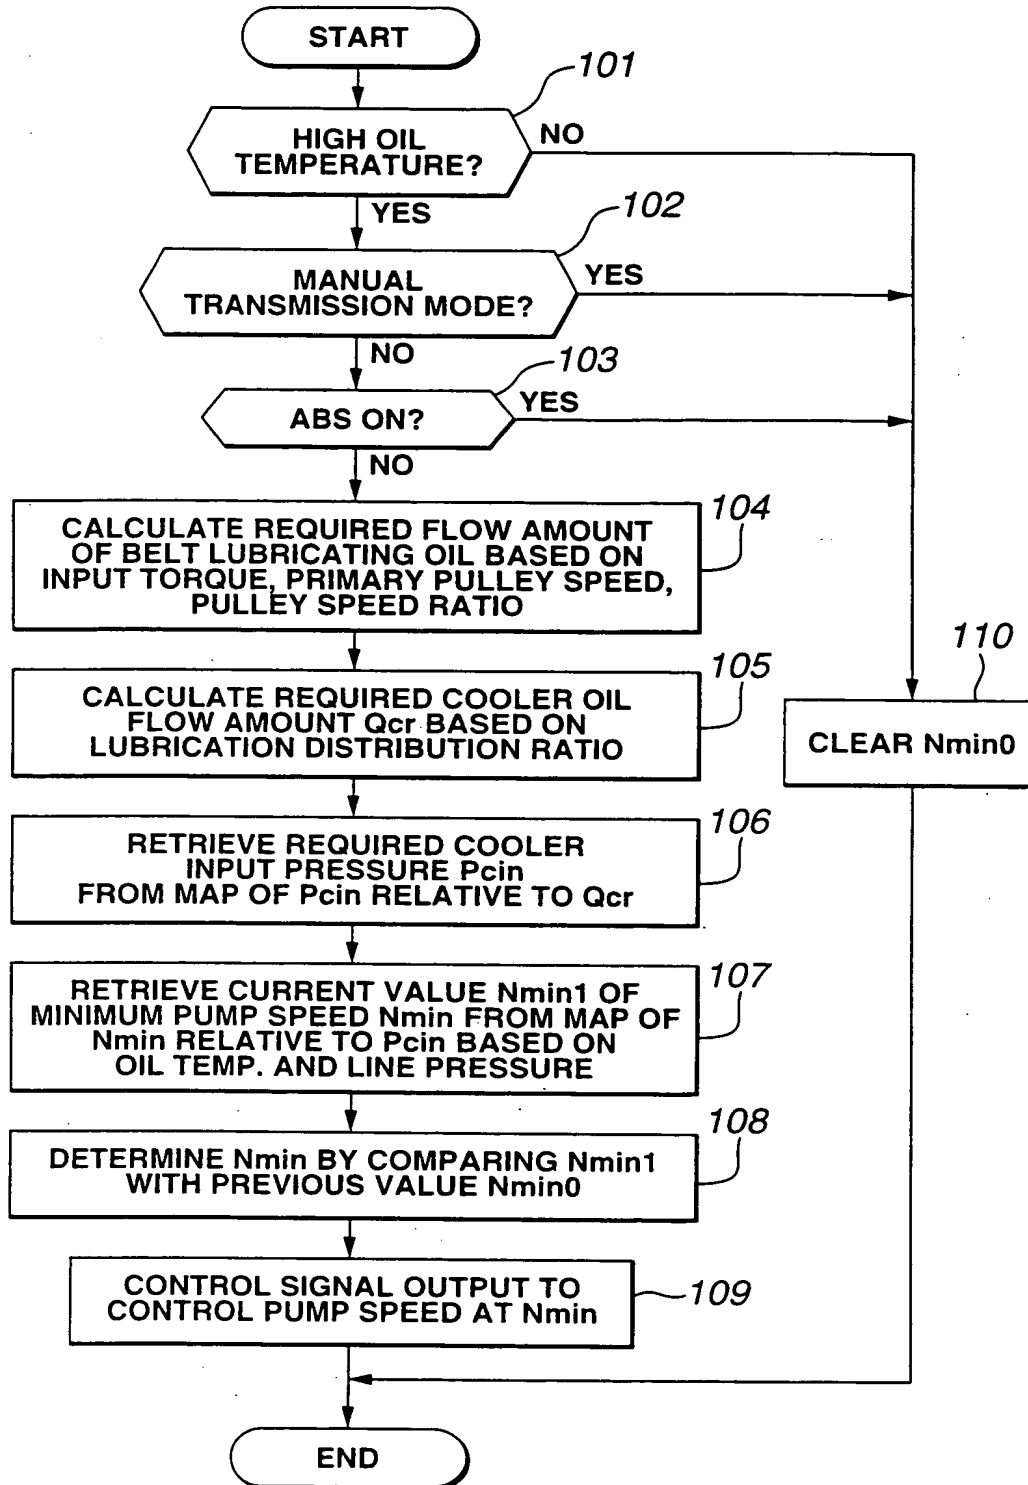 START
101
HIGH OIL
TEMPERATURE?
NO
YES
102
MANUAL
TRANSMISSION MODE?
YES
NO
103
ABS ON?
YES
NO
104
CALCULATE REQUIRED FLOW AMOUNT
OF BELT LUBRICATING OIL BASED ON
INPUT TORQUE, PRIMARY PULLEY SPEED,
PULLEY SPEED RATIO
105
CALCULATE REQUIRED COOLER OIL
FLOW AMOUNT Qcr BASED ON
LUBRICATION DISTRIBUTION RATIO
110
CLEAR Nmin0
106
RETRIEVE REQUIRED COOLER
INPUT PRESSURE Pcin
FROM MAP OF Pcin RELATIVE TO Qcr
107
RETRIEVE CURRENT VALUE Nmin1 OF
MINIMUM PUMP SPEED Nmin FROM MAP OF
Nmin RELATIVE TO Pcin BASED ON
OIL TEMP. AND LINE PRESSURE
108
DETERMINE Nmin BY COMPARING Nmin1
WITH PREVIOUS VALUE Nmin0
CONTROL SIGNAL OUTPUT TO
CONTROL PUMP SPEED AT Nmin
109
END